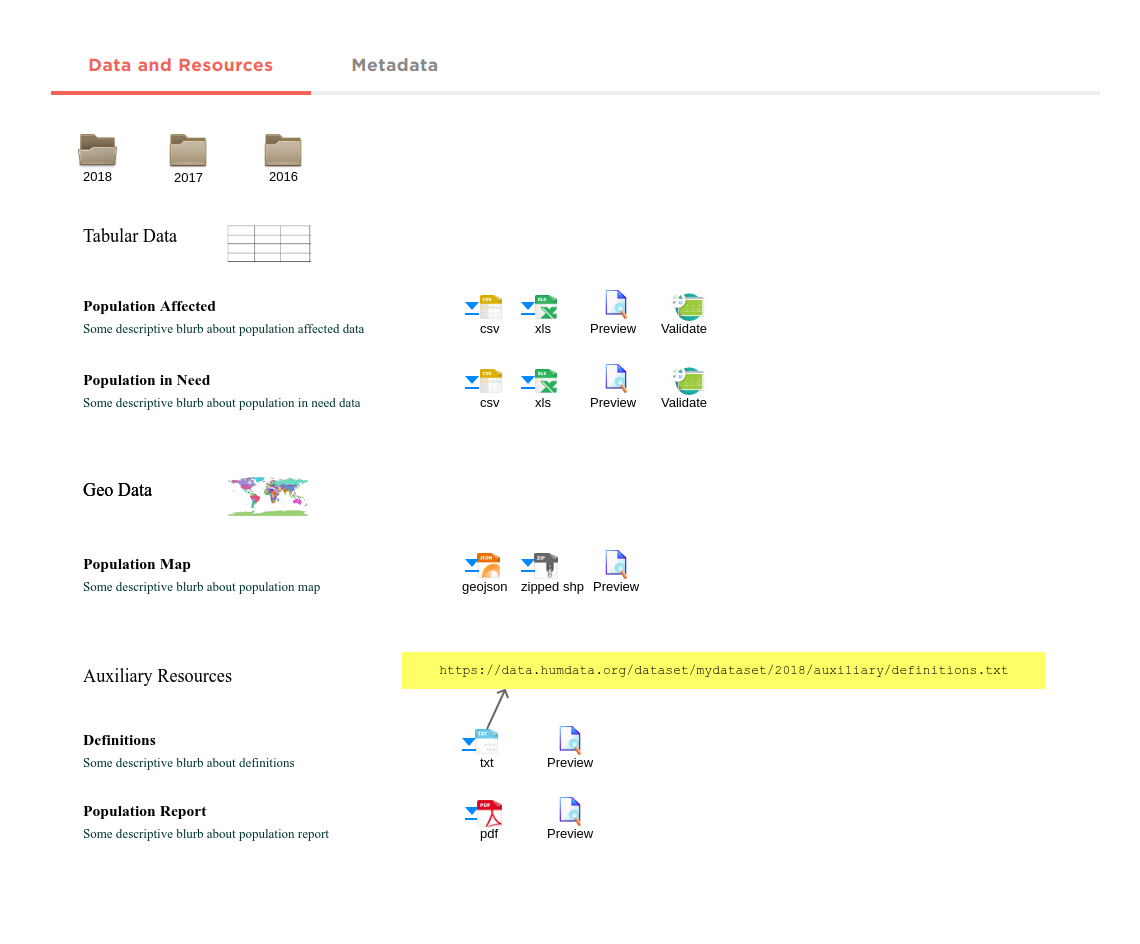 Data and Resources Metadata
2018 2017 2016
Tabular Data
Population Affected
Some descriptive blurb about population affected data
CSV XLS
csv xls Preview Validate
Population in Need
Some descriptive blurb about population in need data
CSV XLS
csv xls Preview Validate
Geo Data
Population Map
Some descriptive blurb about population map
JSON ZIP
geojson zipped shp Preview
Auxiliary Resources
https://data.humdata.org/dataset/mydataset/2018/auxiliary/definitions.txt
Definitions
Some descriptive blurb about definitions
TXT
txt Preview
Population Report
Some descriptive blurb about population report
PDF
pdf Preview